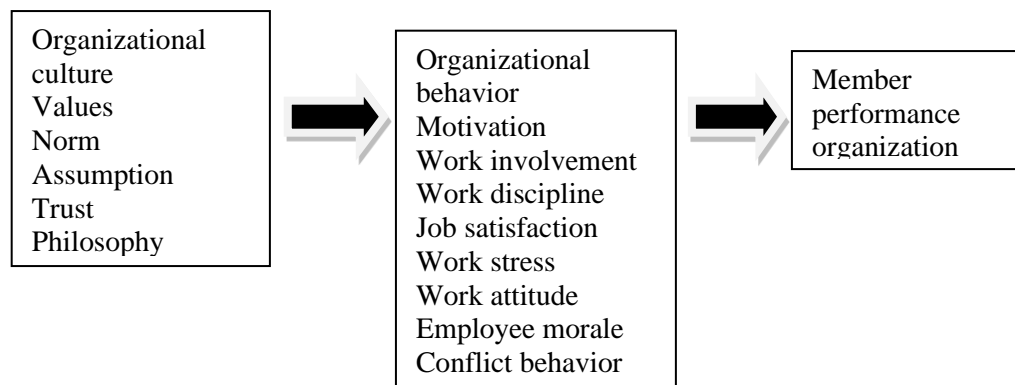 Organizational
culture
Values
Norm
Assumption
Trust
Philosophy
Organizational
behavior
Motivation
Work involvement
Work discipline
Job satisfaction
Work stress
Work attitude
Employee morale
Conflict behavior
Member
performance
organization